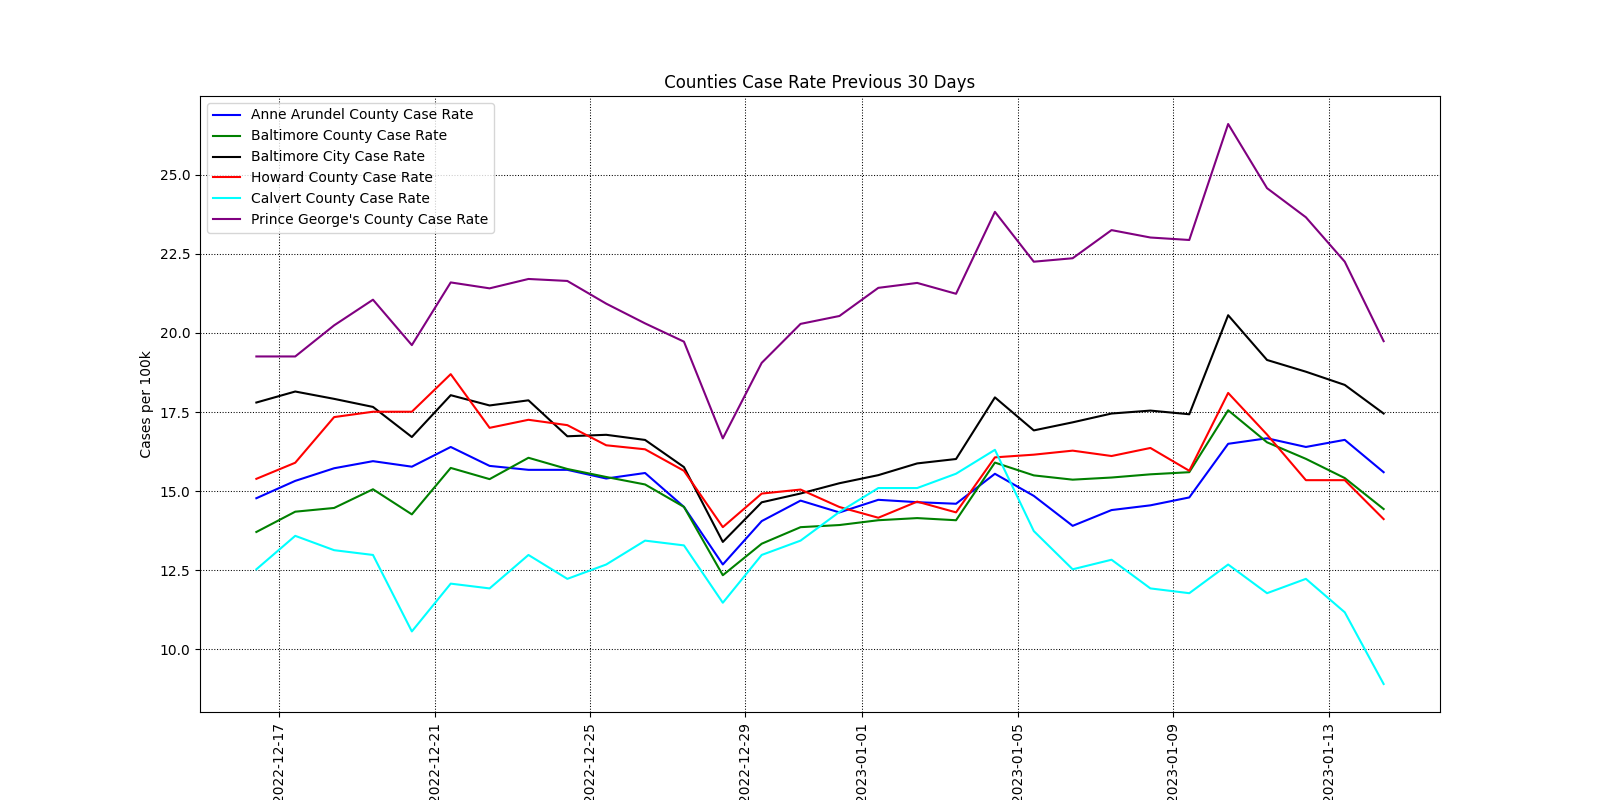 Counties Case Rate Previous 30 Days
Anne Arundel County Case Rate
Baltimore County Case Rate
Baltimore City Case Rate
Howard County Case Rate
Calvert County Case Rate
Prince George's County Case Rate
Cases per 100k
25.0
22.5
20.0
17.5
15.0
12.5
10.0
2022-12-17
2022-12-21
2022-12-25
2022-12-29
2023-01-01
2023-01-05
2023-01-09
2023-01-13